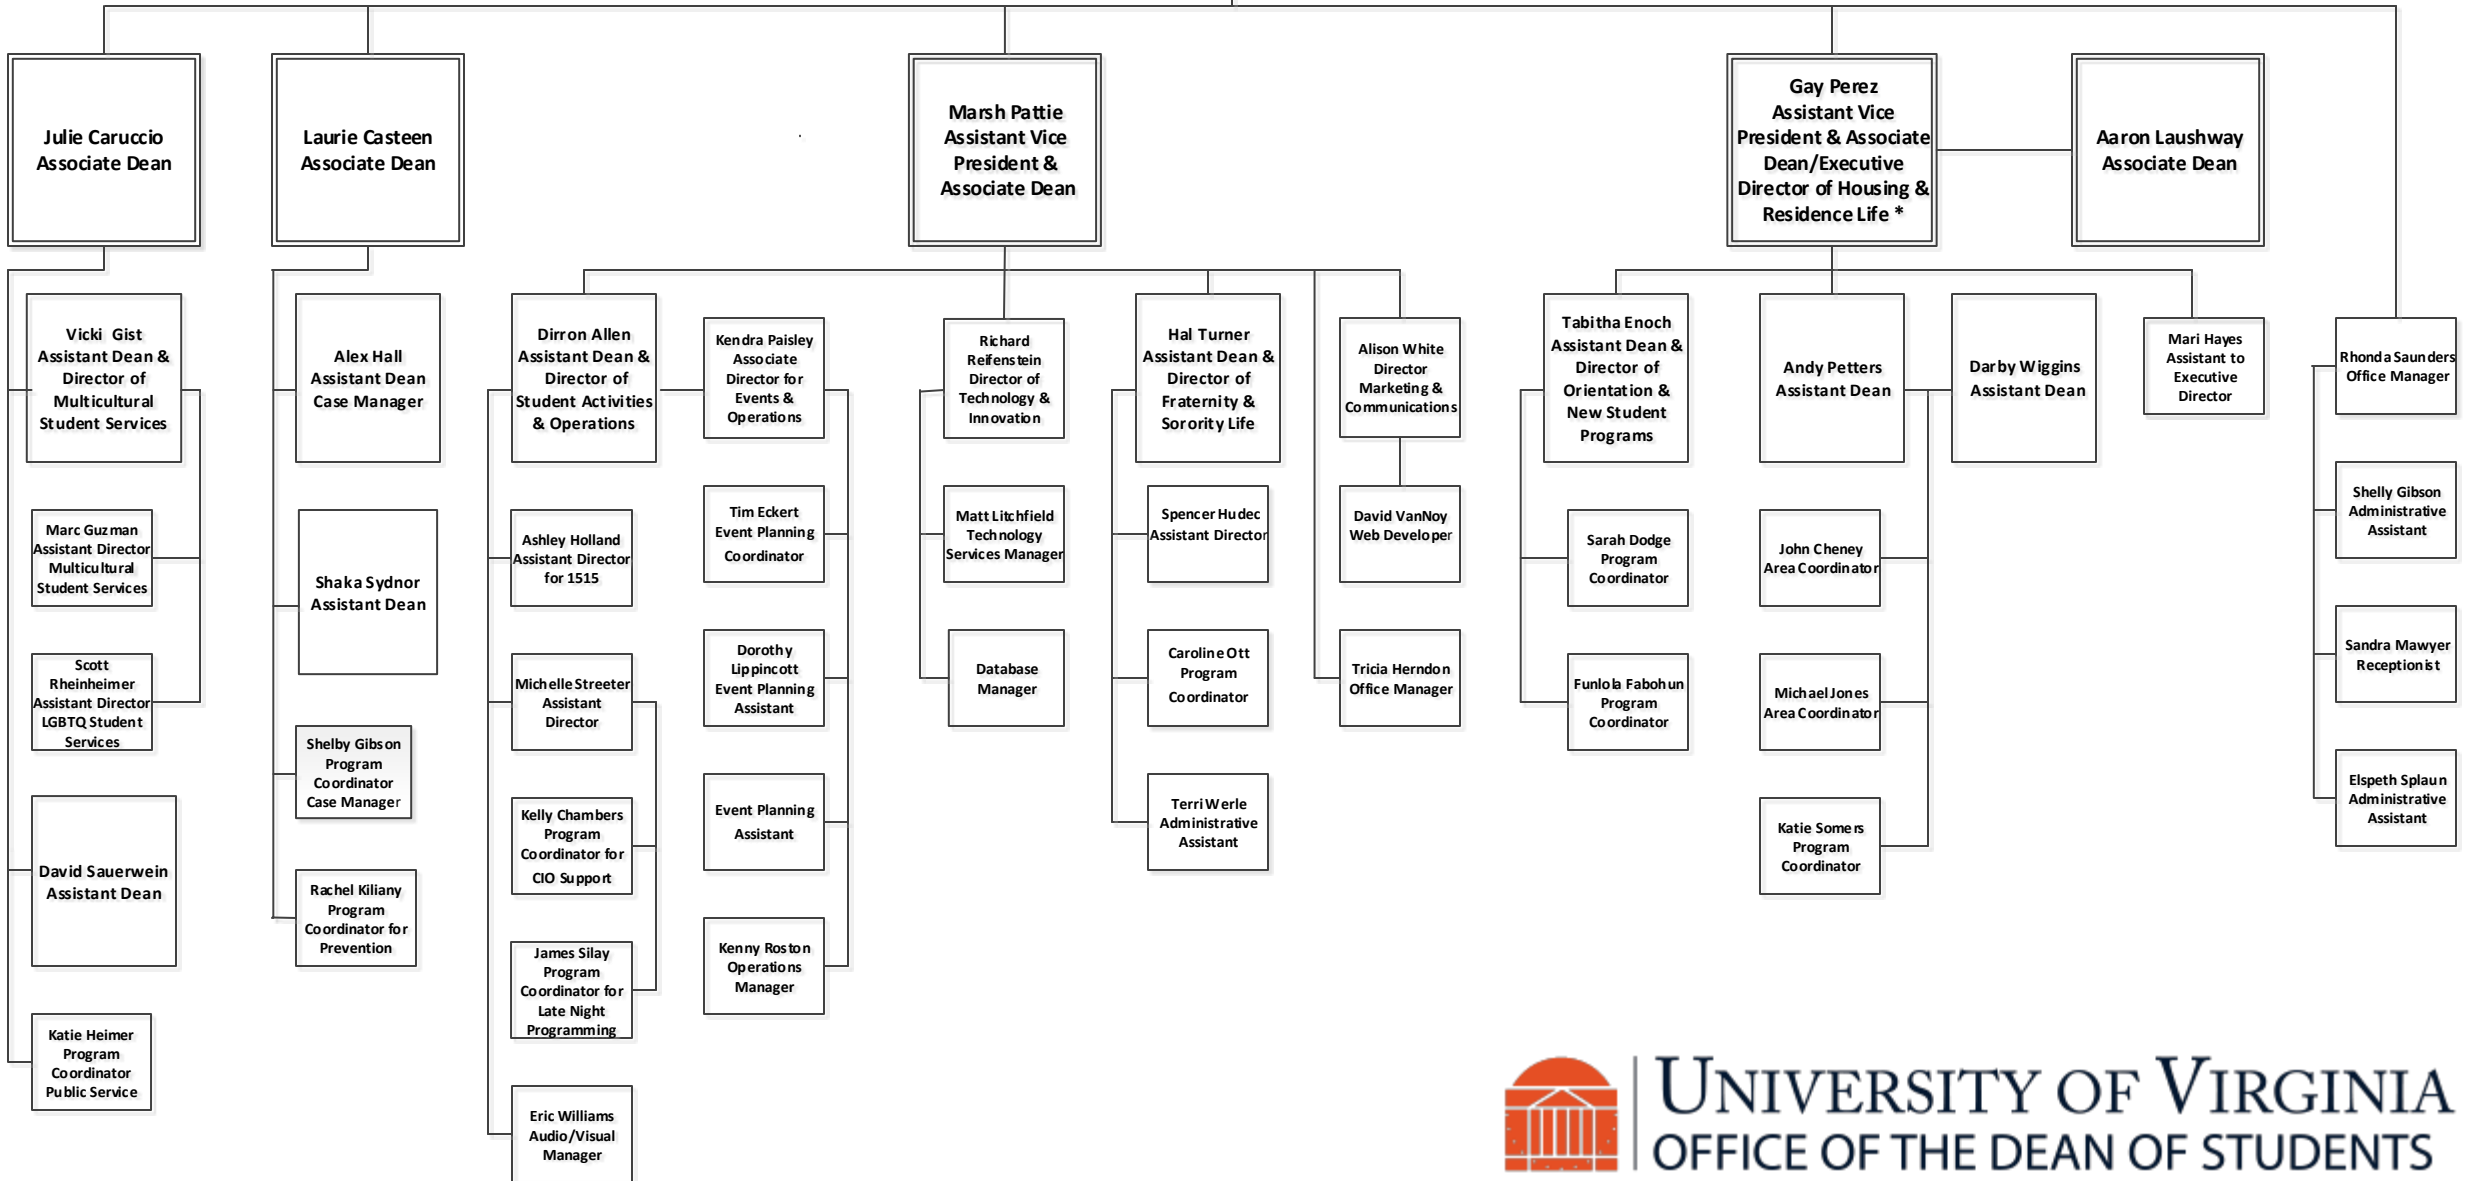 Julie Caruccio
Associate Dean
Laurie Casteen
Associate Dean
Marsh Pattie
Assistant Vice
President &
Associate Dean
Gay Perez
Assistant Vice
President & Associate
Dean/Executive
Director of Housing &
Residence Life *
Aaron Laushway
Associate Dean
Vicki Gist
Assistant Dean &
Director of
Multicultural
Student Services
Marc Guzman
Assistant Director
Multicultural
Student Services
Scott
Rheinheimer
Assistant Director
LGBTQ Student
Services
David Sauerwein
Assistant Dean
Katie Heimer
Program
Coordinator
Public Service
Alex Hall
Assistant Dean
Case Manager
Shaka Sydnor
Assistant Dean
Shelby Gibson
Program
Coordinator
Case Manager
Rachel Kiliany
Program
Coordinator for
Prevention
Dirron Allen
Assistant Dean &
Director of
Student Activities
& Operations
Ashley Holland
Assistant Director
for 1515
Michelle Streeter
Assistant
Director
Kelly Chambers
Program
Coordinator for
CIO Support
James Silay
Program
Coordinator for
Late Night
Programming
Eric Williams
Audio/Visual
Manager
Kendra Paisley
Associate
Director for
Events &
Operations
Tim Eckert
Event Planning
Coordinator
Dorothy
Lippincott
Event Planning
Assistant
Event Planning
Assistant
Kenny Roston
Operations
Manager
Richard
Reifenstein
Director of
Technology &
Innovation
Matt Litchfield
Technology
Services Manager
Database
Manager
Hal Turner
Assistant Dean &
Director of
Fraternity &
Sorority Life
Spencer Hudec
Assistant Director
Caroline Ott
Program
Coordinator
Terri Werle
Administrative
Assistant
Alison White
Director
Marketing &
Communications
David VanNoy
Web Developer
Tricia Herndon
Office Manager
Tabitha Enoch
Assistant Dean &
Director of
Orientation &
New Student
Programs
Sarah Dodge
Program
Coordinator
Funlola Fabohun
Program
Coordinator
Andy Petters
Assistant Dean
John Cheney
Area Coordinator
Michael Jones
Area Coordinator
Katie Somers
Program
Coordinator
Darby Wiggins
Assistant Dean
Mari Hayes
Assistant to
Executive
Director
Rhonda Saunders
Office Manager
Shelly Gibson
Administrative
Assistant
Sandra Mawyer
Receptionist
Elspeth Splaun
Administrative
Assistant
UNIVERSITY OF VIRGINIA
OFFICE OF THE DEAN OF STUDENTS